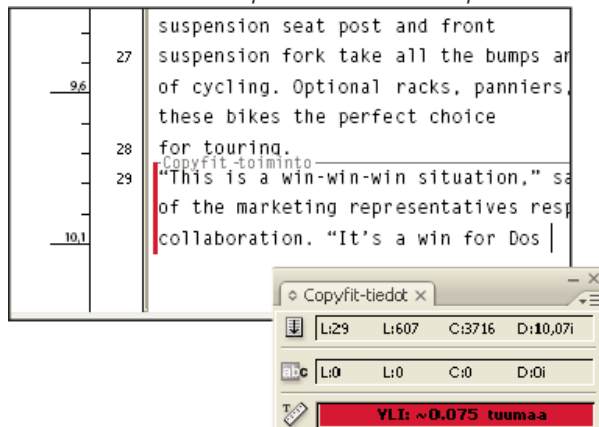 suspension seat post and front
27 suspension fork take all the bumps an
9,6 of cycling. Optional racks, panniers,
these bikes the perfect choice
28 for touring.
Copyfit-toiminto
29 “This is a win-win-win situation,” sa
of the marketing representatives resp
10,1 collaboration. “It’s a win for Dos
Copyfit-tiedot ×
L:29 L:607 C:3716 D:10,07i
abc L:0 L:0 C:0 D:0i
T YLI: ~0.075 tuumaa